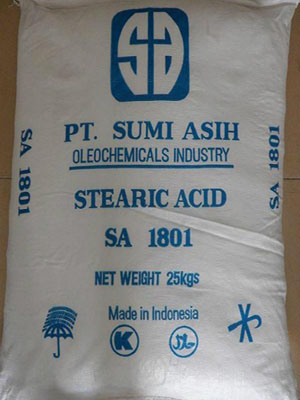 SA
PT. SUMI ASIH
OLEOCHEMICALS INDUSTRY
STEARIC ACID
SA 1801
NET WEIGHT 25kgs
Made in Indonesia
K
SA 1801
SA 1801